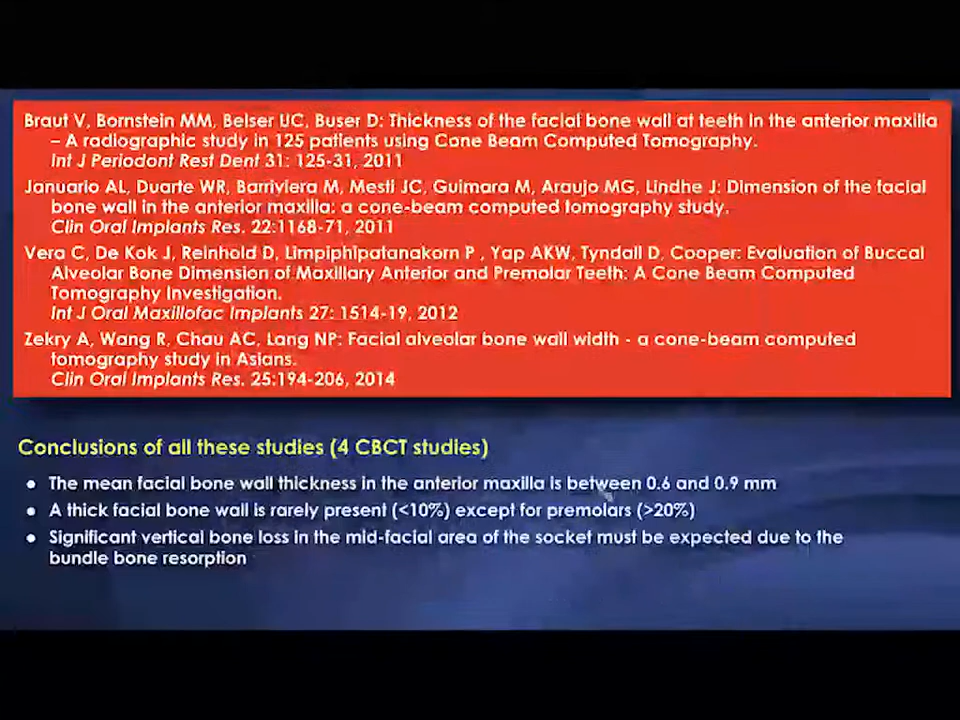 Braut V, Bornstein MM, Belser UC, Buser D: Thickness of the facial bone wall at teeth in the anterior maxilla
– A radiographic study in 125 patients using Cone Beam Computed Tomography.
Int J Periodont Rest Dent 31: 125-31, 2011
Januario AL, Duarte WR, Barriviera M, Mesti JC, Guimara M, Araujo MG, Lindhe J: Dimension of the facial
bone wall in the anterior maxilla: a cone-beam computed tomography study.
Clin Oral Implants Res. 22:1168-71, 2011
Vera C, De Kok J, Reinhold D, Limpiphipatanakorn P , Yap AKW, Tyndall D, Cooper: Evaluation of Buccal
Alveolar Bone Dimension of Maxillary Anterior and Premolar Teeth: A Cone Beam Computed
Tomography Investigation.
Int J Oral Maxillofac Implants 27: 1514-19, 2012
Zekry A, Wang R, Chau AC, Lang NP: Facial alveolar bone wall width - a cone-beam computed
tomography study in Asians.
Clin Oral Implants Res. 25:194-206, 2014
Conclusions of all these studies (4 CBCT studies)
• The mean facial bone wall thickness in the anterior maxilla is between 0.6 and 0.9 mm
• A thick facial bone wall is rarely present (<10%) except for premolars (>20%)
• Significant vertical bone loss in the mid-facial area of the socket must be expected due to the
bundle bone resorption